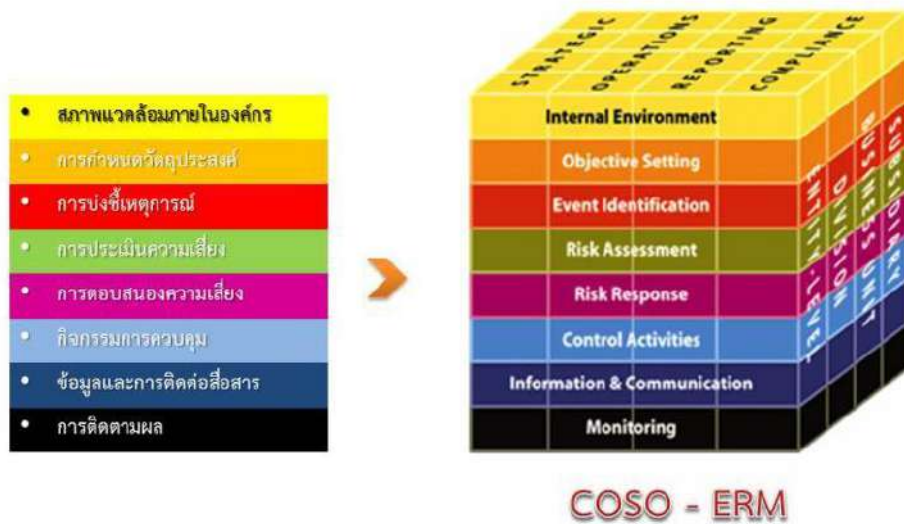 • สภาพแวดล้อมภายในองค์กร
• การกำหนดวัตถุประสงค์
• การบ่งชี้เหตุการณ์
• การประเมินความเสี่ยง
• การตอบสนองความเสี่ยง
• กิจกรรมการควบคุม
• ข้อมูลและการติดต่อสื่อสาร
• การติดตามผล
STRATEGIC
OPERATIONS
REPORTING
COMPLIANCE
Internal Environment
Objective Setting
Event Identification
Risk Assessment
Risk Response
Control Activities
Information & Communication
Monitoring
ENTITY-LEVEL
DIVISION
BUSINESS UNIT
SUBSIDIARY
COSO - ERM